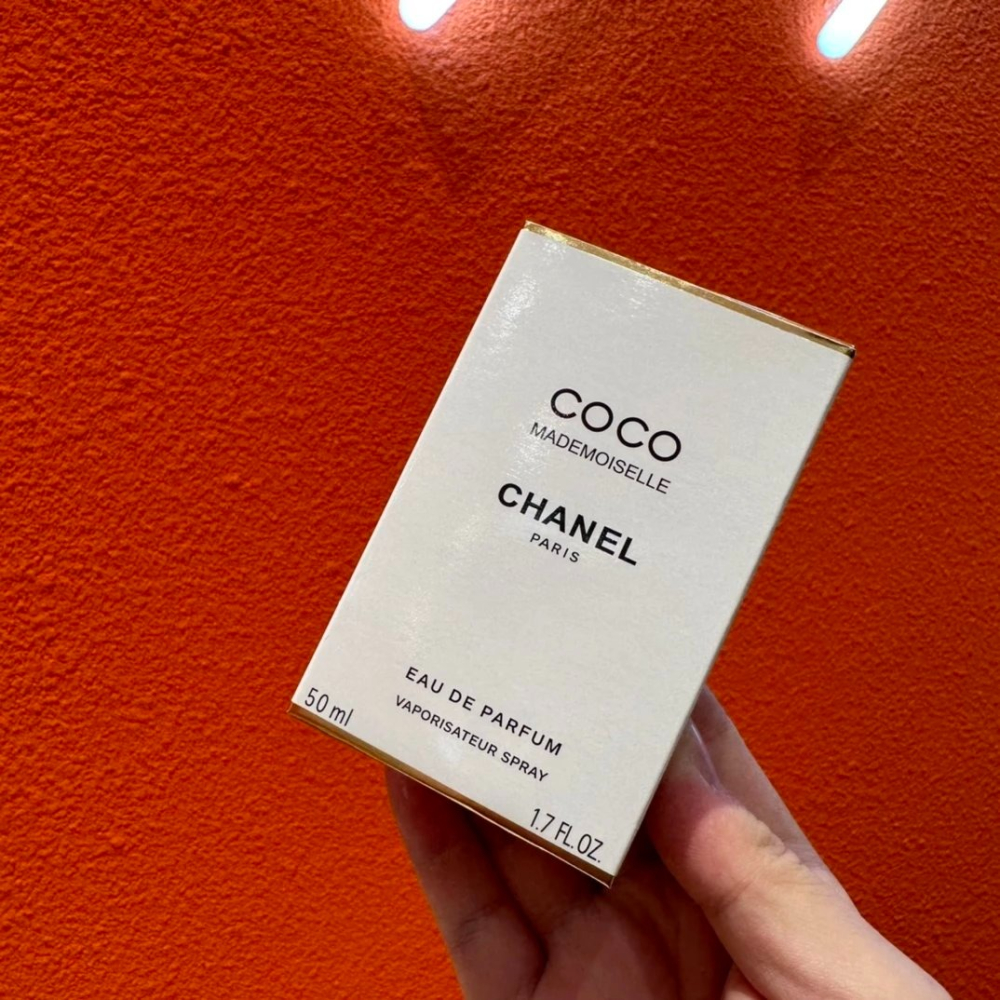 COCO
MADEMOISELLE
CHANEL
PARIS
EAU DE PARFUM
VAPORISATEUR SPRAY
50 ml
1.7 FL.OZ.